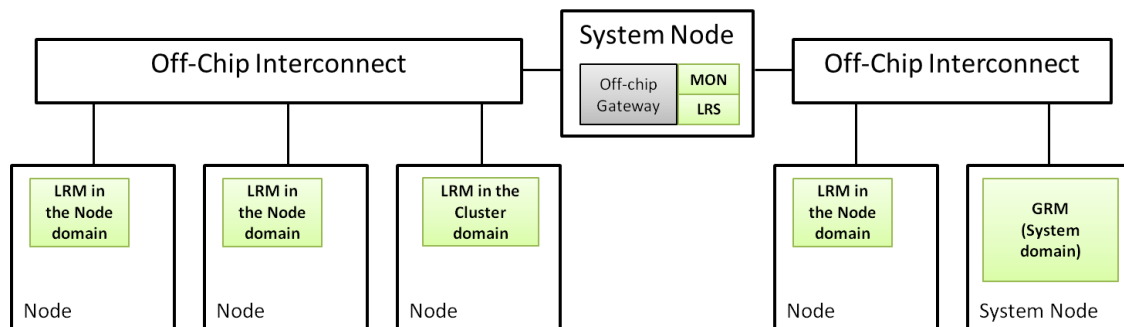 System Node
Off-Chip Interconnect
Off-chip
Gateway
MON
LRS
Off-Chip Interconnect
LRM in
the Node
domain
Node
LRM in
the Node
domain
Node
LRM in the
Cluster
domain
Node
LRM in
the Node
domain
Node
GRM
(System
domain)
System Node